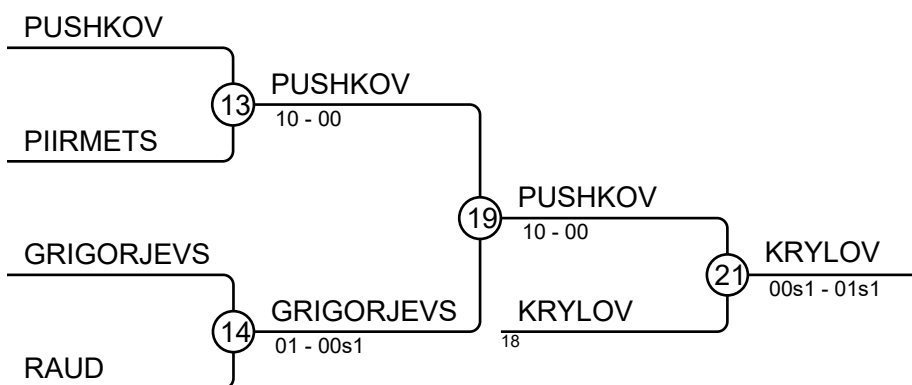 PUSHKOV
13
PUSHKOV
10 - 00
PIIRMETS
19
PUSHKOV
10 - 00
GRIGORJEVS
21
KRYLOV
00s1 - 01s1
14
GRIGORJEVS
01 - 00s1
KRYLOV
18
RAUD